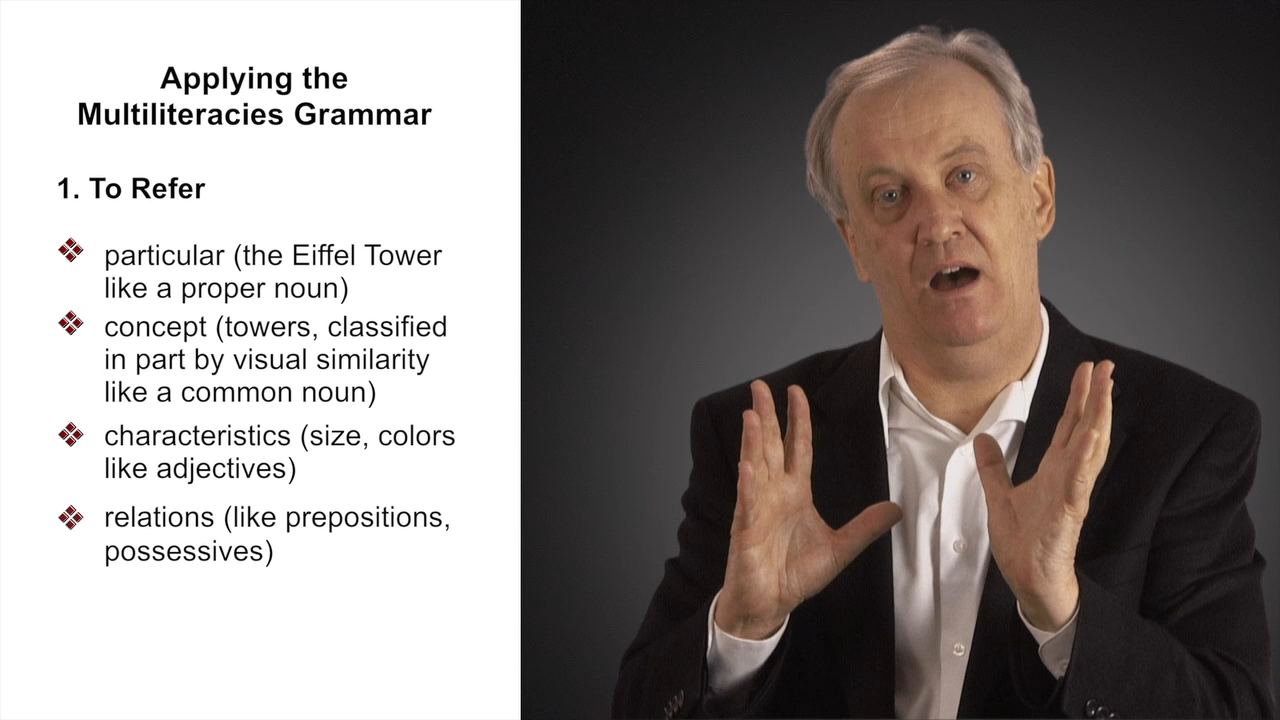 Applying the
Multiliteracies Grammar
1. To Refer
particular (the Eiffel Tower
like a proper noun)
concept (towers, classified
in part by visual similarity
like a common noun)
characteristics (size, colors
like adjectives)
relations (like prepositions,
possessives)